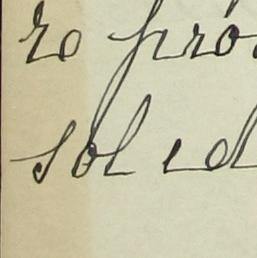 ro pró
sol id